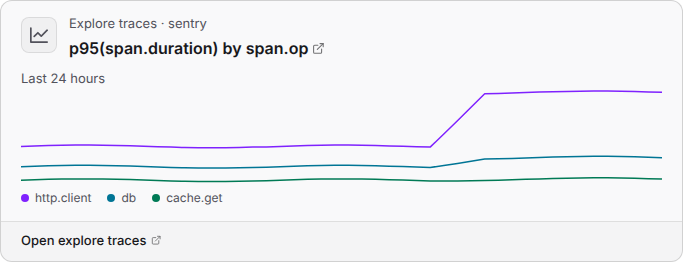 Explore traces · sentry
p95(span.duration) by span.op
Last 24 hours
http.client
db
cache.get
Open explore traces